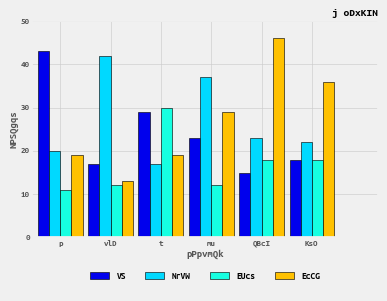 j oDxKIN
NPSQgqs
50
40
30
20
10
0
p vlD t mu QBcI KsO
pPpvmQk
VS NrVW EUcs EcCG